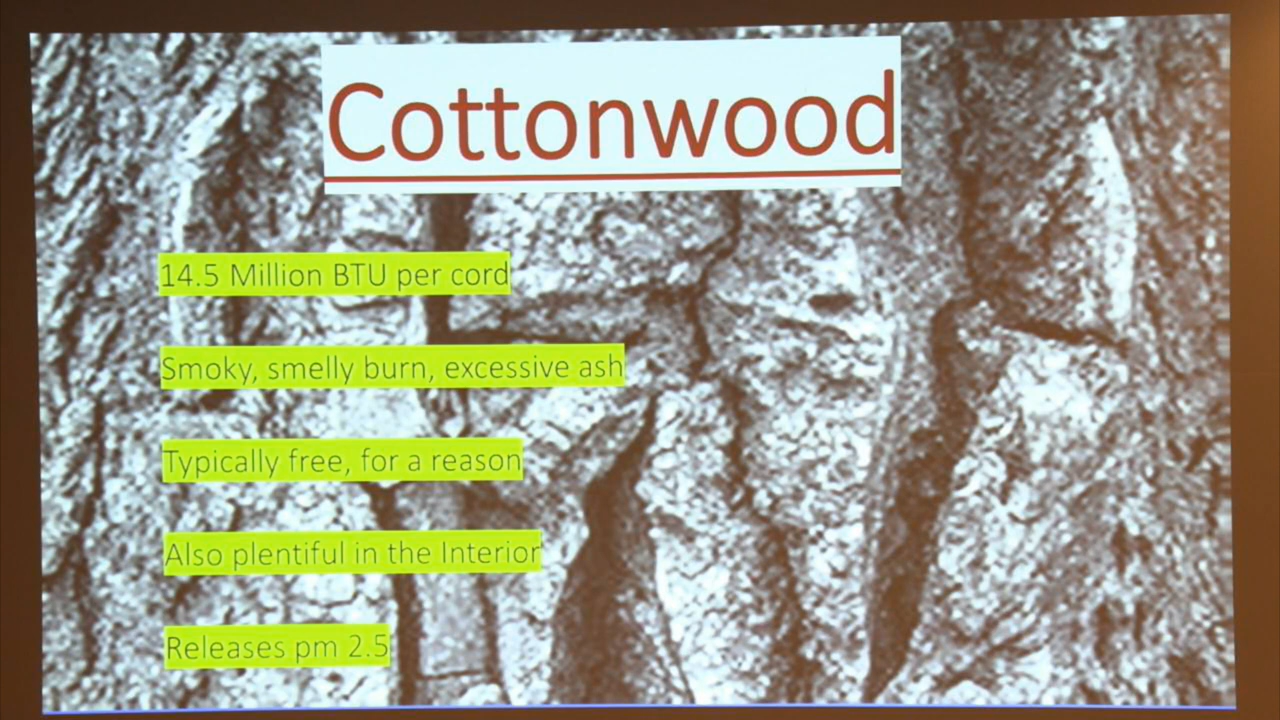 Cottonwood
14.5 Million BTU per cord
Smoky, smelly burn, excessive ash
Typically free, for a reason
Also plentiful in the Interior
Releases pm 2.5